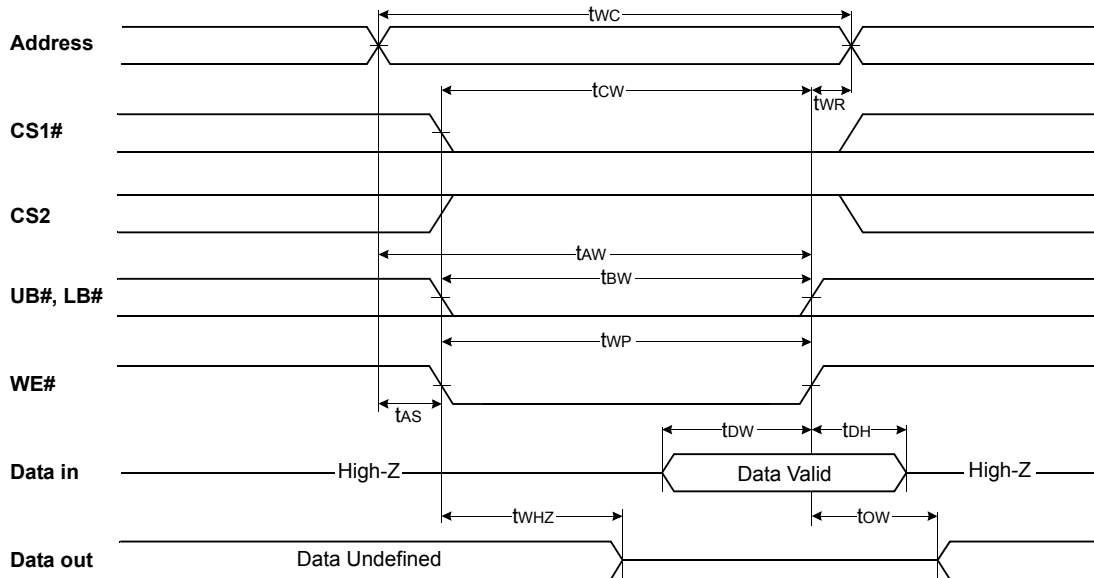 tWC
Address
tCW
tWR
CS1#
CS2
tAW
tBW
UB#, LB#
tWP
WE#
tAS
tDW
tDH
Data in
High-Z
Data Valid
High-Z
tWHZ
tOW
Data out
Data Undefined